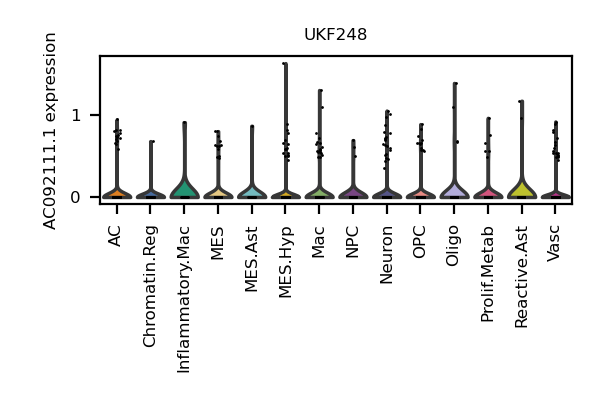 UKF248
AC092111.1 expression
1
0
AC
Chromatin.Reg
Inflammatory.Mac
MES
MES.Ast
MES.Hyp
Mac
NPC
Neuron
OPC
Oligo
Prolif.Metab
Reactive.Ast
Vasc